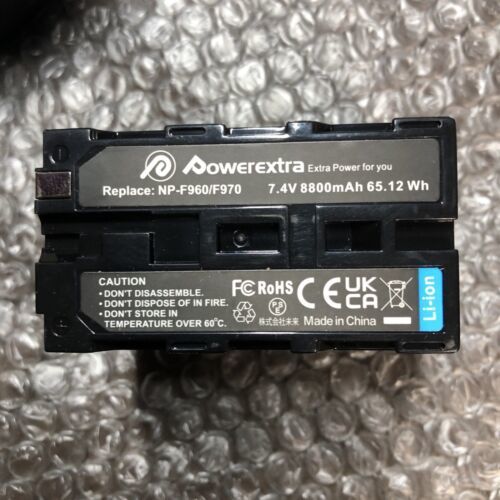 Powerextra Extra Power for you
Replace: NP-F960/F970 7.4V 8800mAh 65.12 Wh
CAUTION
• DON'T DISASSEMBLE.
• DON'T DISPOSE OF IN FIRE.
• DON'T STORE IN
TEMPERATURE OVER 60℃.
FC RoHS
PSE
株式会社未来
CE UK CA
Made in China
Li-ion